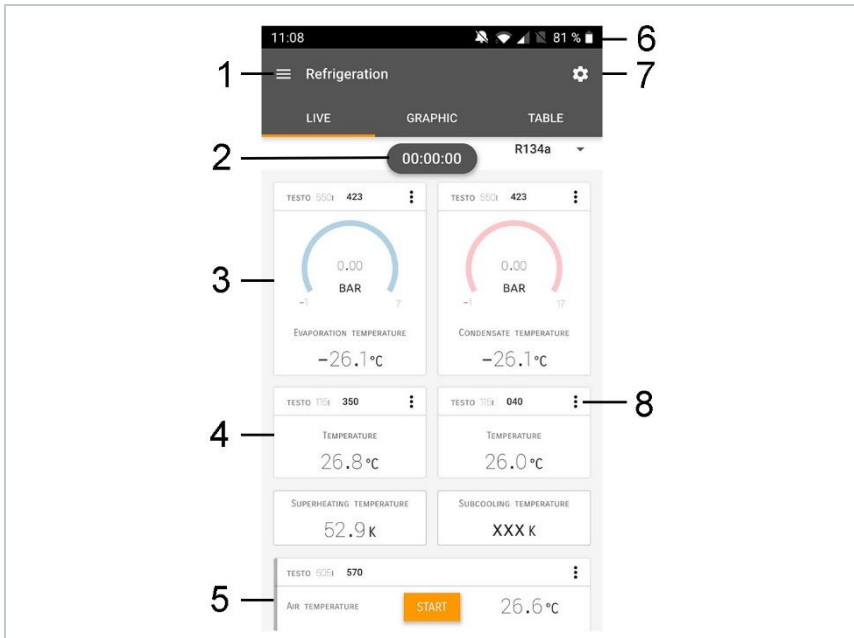 11:08 81 % 6
1 Refrigeration 7
LIVE GRAPHIC TABLE
2 00:00:00 R134a
TESTO 550I 423 TESTO 550I 423
3 0.00 0.00
BAR BAR
-1 7 -1 17
EVAPORATION TEMPERATURE CONDENSATE TEMPERATURE
-26.1°C -26.1°C
TESTO 115I 350 TESTO 115I 040 8
4 TEMPERATURE TEMPERATURE
26.8°C 26.0°C
SUPERHEATING TEMPERATURE SUBCOOLING TEMPERATURE
52.9 K XXX K
TESTO 605I 570
5 AIR TEMPERATURE START 26.6°C